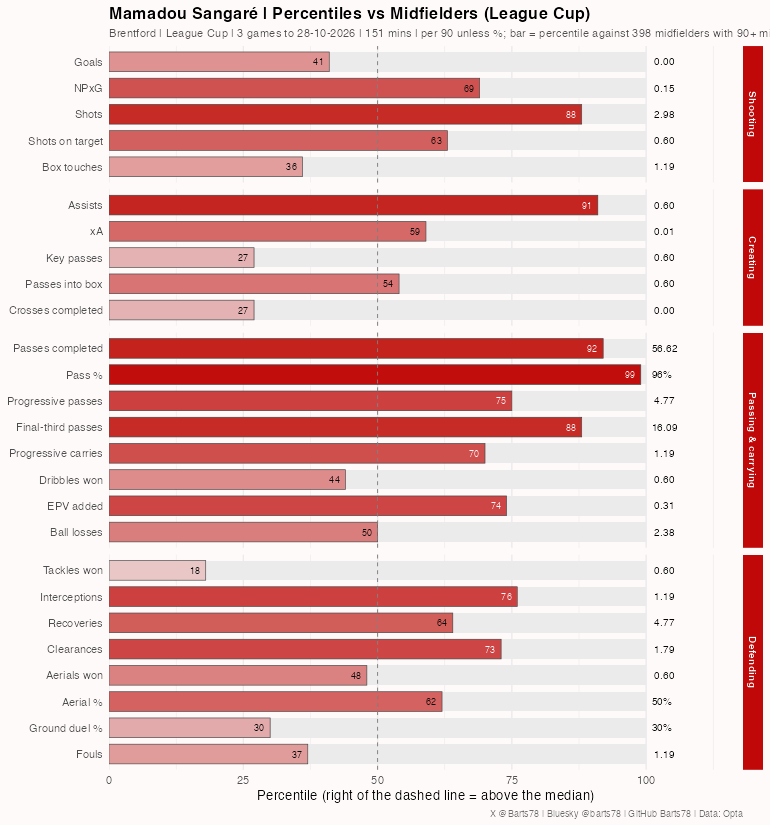 Mamadou Sangaré | Percentiles vs Midfielders (League Cup)
Brentford | League Cup | 3 games to 28-10-2026 | 151 mins | per 90 unless %; bar = percentile against 398 midfielders with 90+ mi
Goals 41 0.00
NPxG 69 0.15
Shots 88 2.98
Shots on target 63 0.60
Box touches 36 1.19
Shooting
Assists 91 0.60
xA 59 0.01
Key passes 27 0.60
Passes into box 54 0.60
Crosses completed 27 0.00
Creating
Passes completed 92 56.62
Pass % 99 96%
Progressive passes 75 4.77
Final-third passes 88 16.09
Progressive carries 70 1.19
Dribbles won 44 0.60
EPV added 74 0.31
Ball losses 50 2.38
Passing & carrying
Tackles won 18 0.60
Interceptions 76 1.19
Recoveries 64 4.77
Clearances 73 1.79
Aerials won 48 0.60
Aerial % 62 50%
Ground duel % 30 30%
Fouls 37 1.19
Defending
0 25 50 75 100
Percentile (right of the dashed line = above the median)
X @Barts78 | Bluesky @barts78 | GitHub Barts78 | Data: Opta